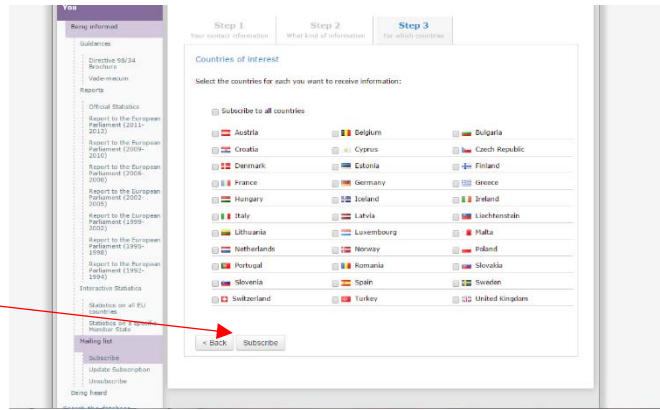 You
Being informed
Guidances
Directive 98/34
Brochure
Vade-mecum
Reports
Official Statistics
Report to the European
Parliament (2011-
2013)
Report to the European
Parliament (2009-
2010)
Report to the European
Parliament (2006-
2008)
Report to the European
Parliament (2002-
2005)
Report to the European
Parliament (1999-
2002)
Report to the European
Parliament (1995-
1998)
Report to the European
Parliament (1992-
1994)
Interactive Statistics
Statistics on all EU
countries
Statistics on a specific
Member State
Mailing list
Subscribe
Update Subscription
Unsubscribe
Being heard
Search the database
Step 1
Your contact information
Step 2
What kind of information
Step 3
For which countries
Countries of interest
Select the countries for each you want to receive information:
Subscribe to all countries
Austria Belgium Bulgaria
Croatia Cyprus Czech Republic
Denmark Estonia Finland
France Germany Greece
Hungary Iceland Ireland
Italy Latvia Liechtenstein
Lithuania Luxembourg Malta
Netherlands Norway Poland
Portugal Romania Slovakia
Slovenia Spain Sweden
Switzerland Turkey United Kingdom
< Back Subscribe